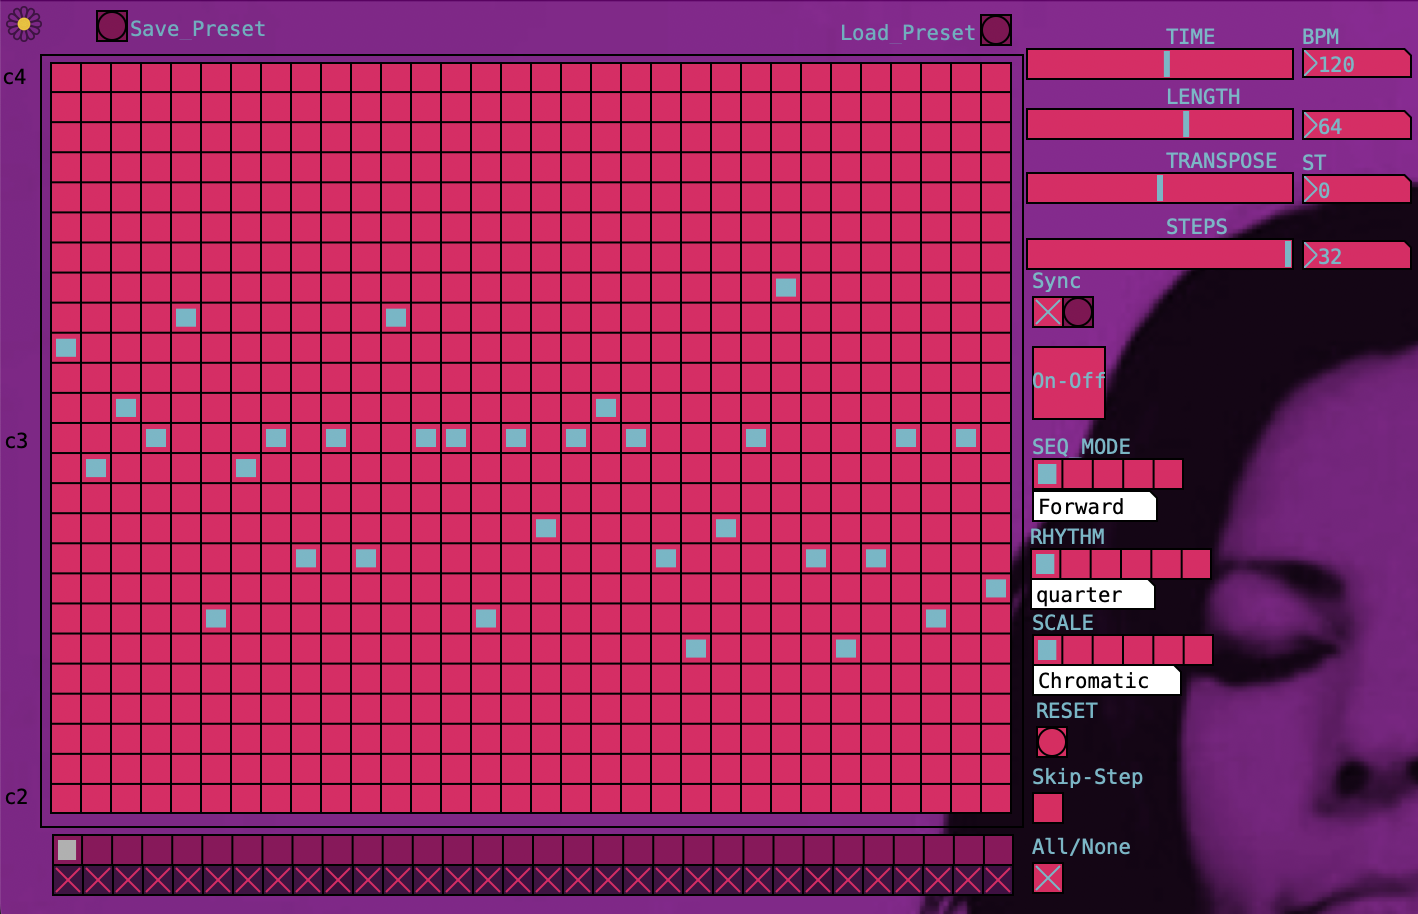 Save_Preset
Load_Preset
TIME
BPM
120
LENGTH
64
TRANSPOSE
ST
0
STEPS
32
Sync
On-Off
SEQ_MODE
Forward
RHYTHM
quarter
SCALE
Chromatic
RESET
Skip-Step
All/None
c4
c3
c2